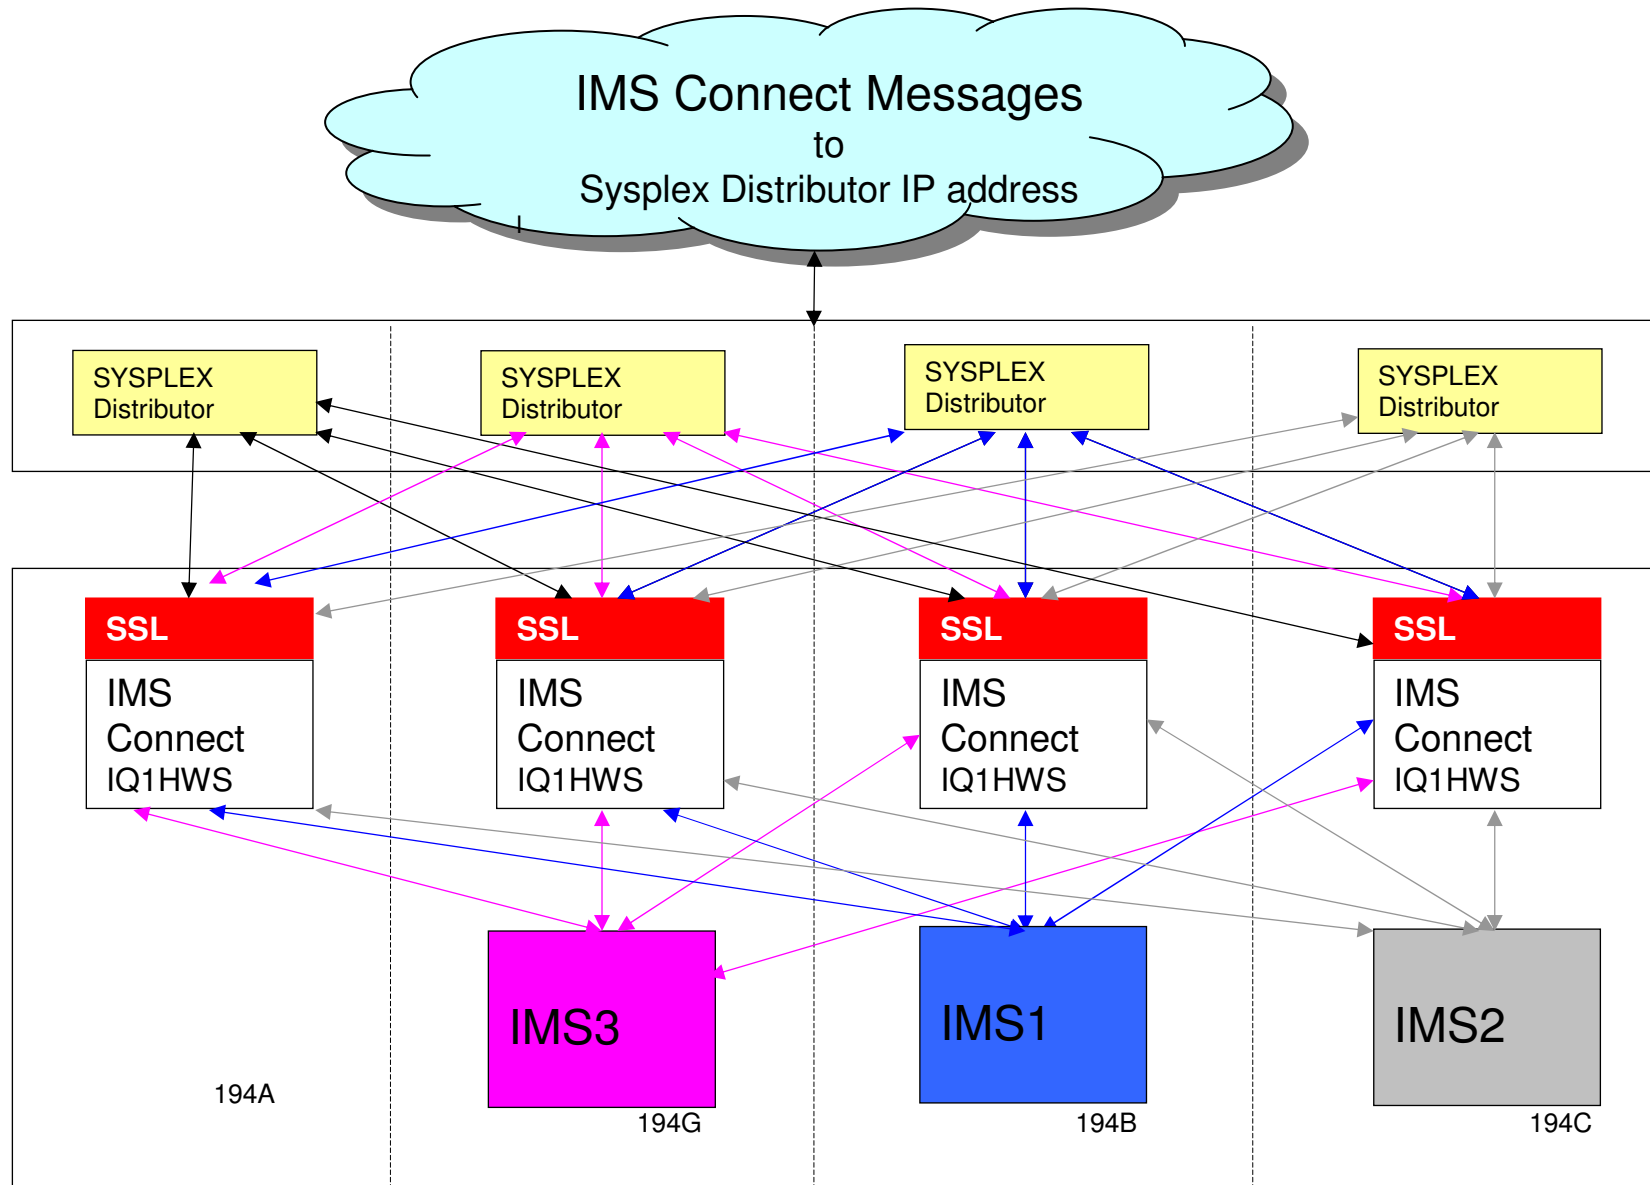 IMS Connect Messages
to
Sysplex Distributor IP address
I
SYSPLEX
Distributor
SYSPLEX
Distributor
SYSPLEX
Distributor
SYSPLEX
Distributor
SSL
IMS
Connect
IQ1HWS
SSL
IMS
Connect
IQ1HWS
SSL
IMS
Connect
IQ1HWS
SSL
IMS
Connect
IQ1HWS
IMS3
IMS1
IMS2
194A
194G
194B
194C